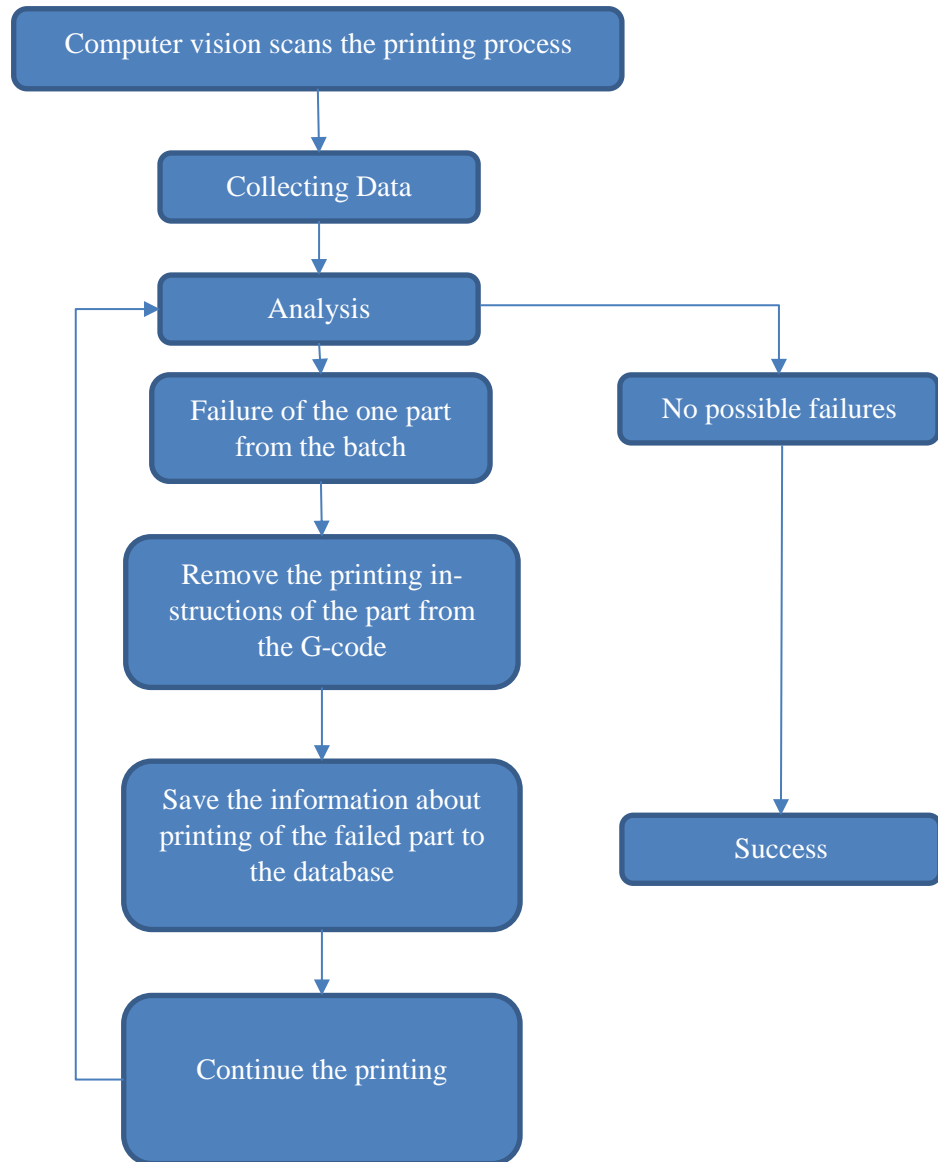 Computer vision scans the printing process
Collecting Data
Analysis
Failure of the one part
from the batch
No possible failures
Remove the printing in-
structions of the part from
the G-code
Save the information about
printing of the failed part to
the database
Success
Continue the printing